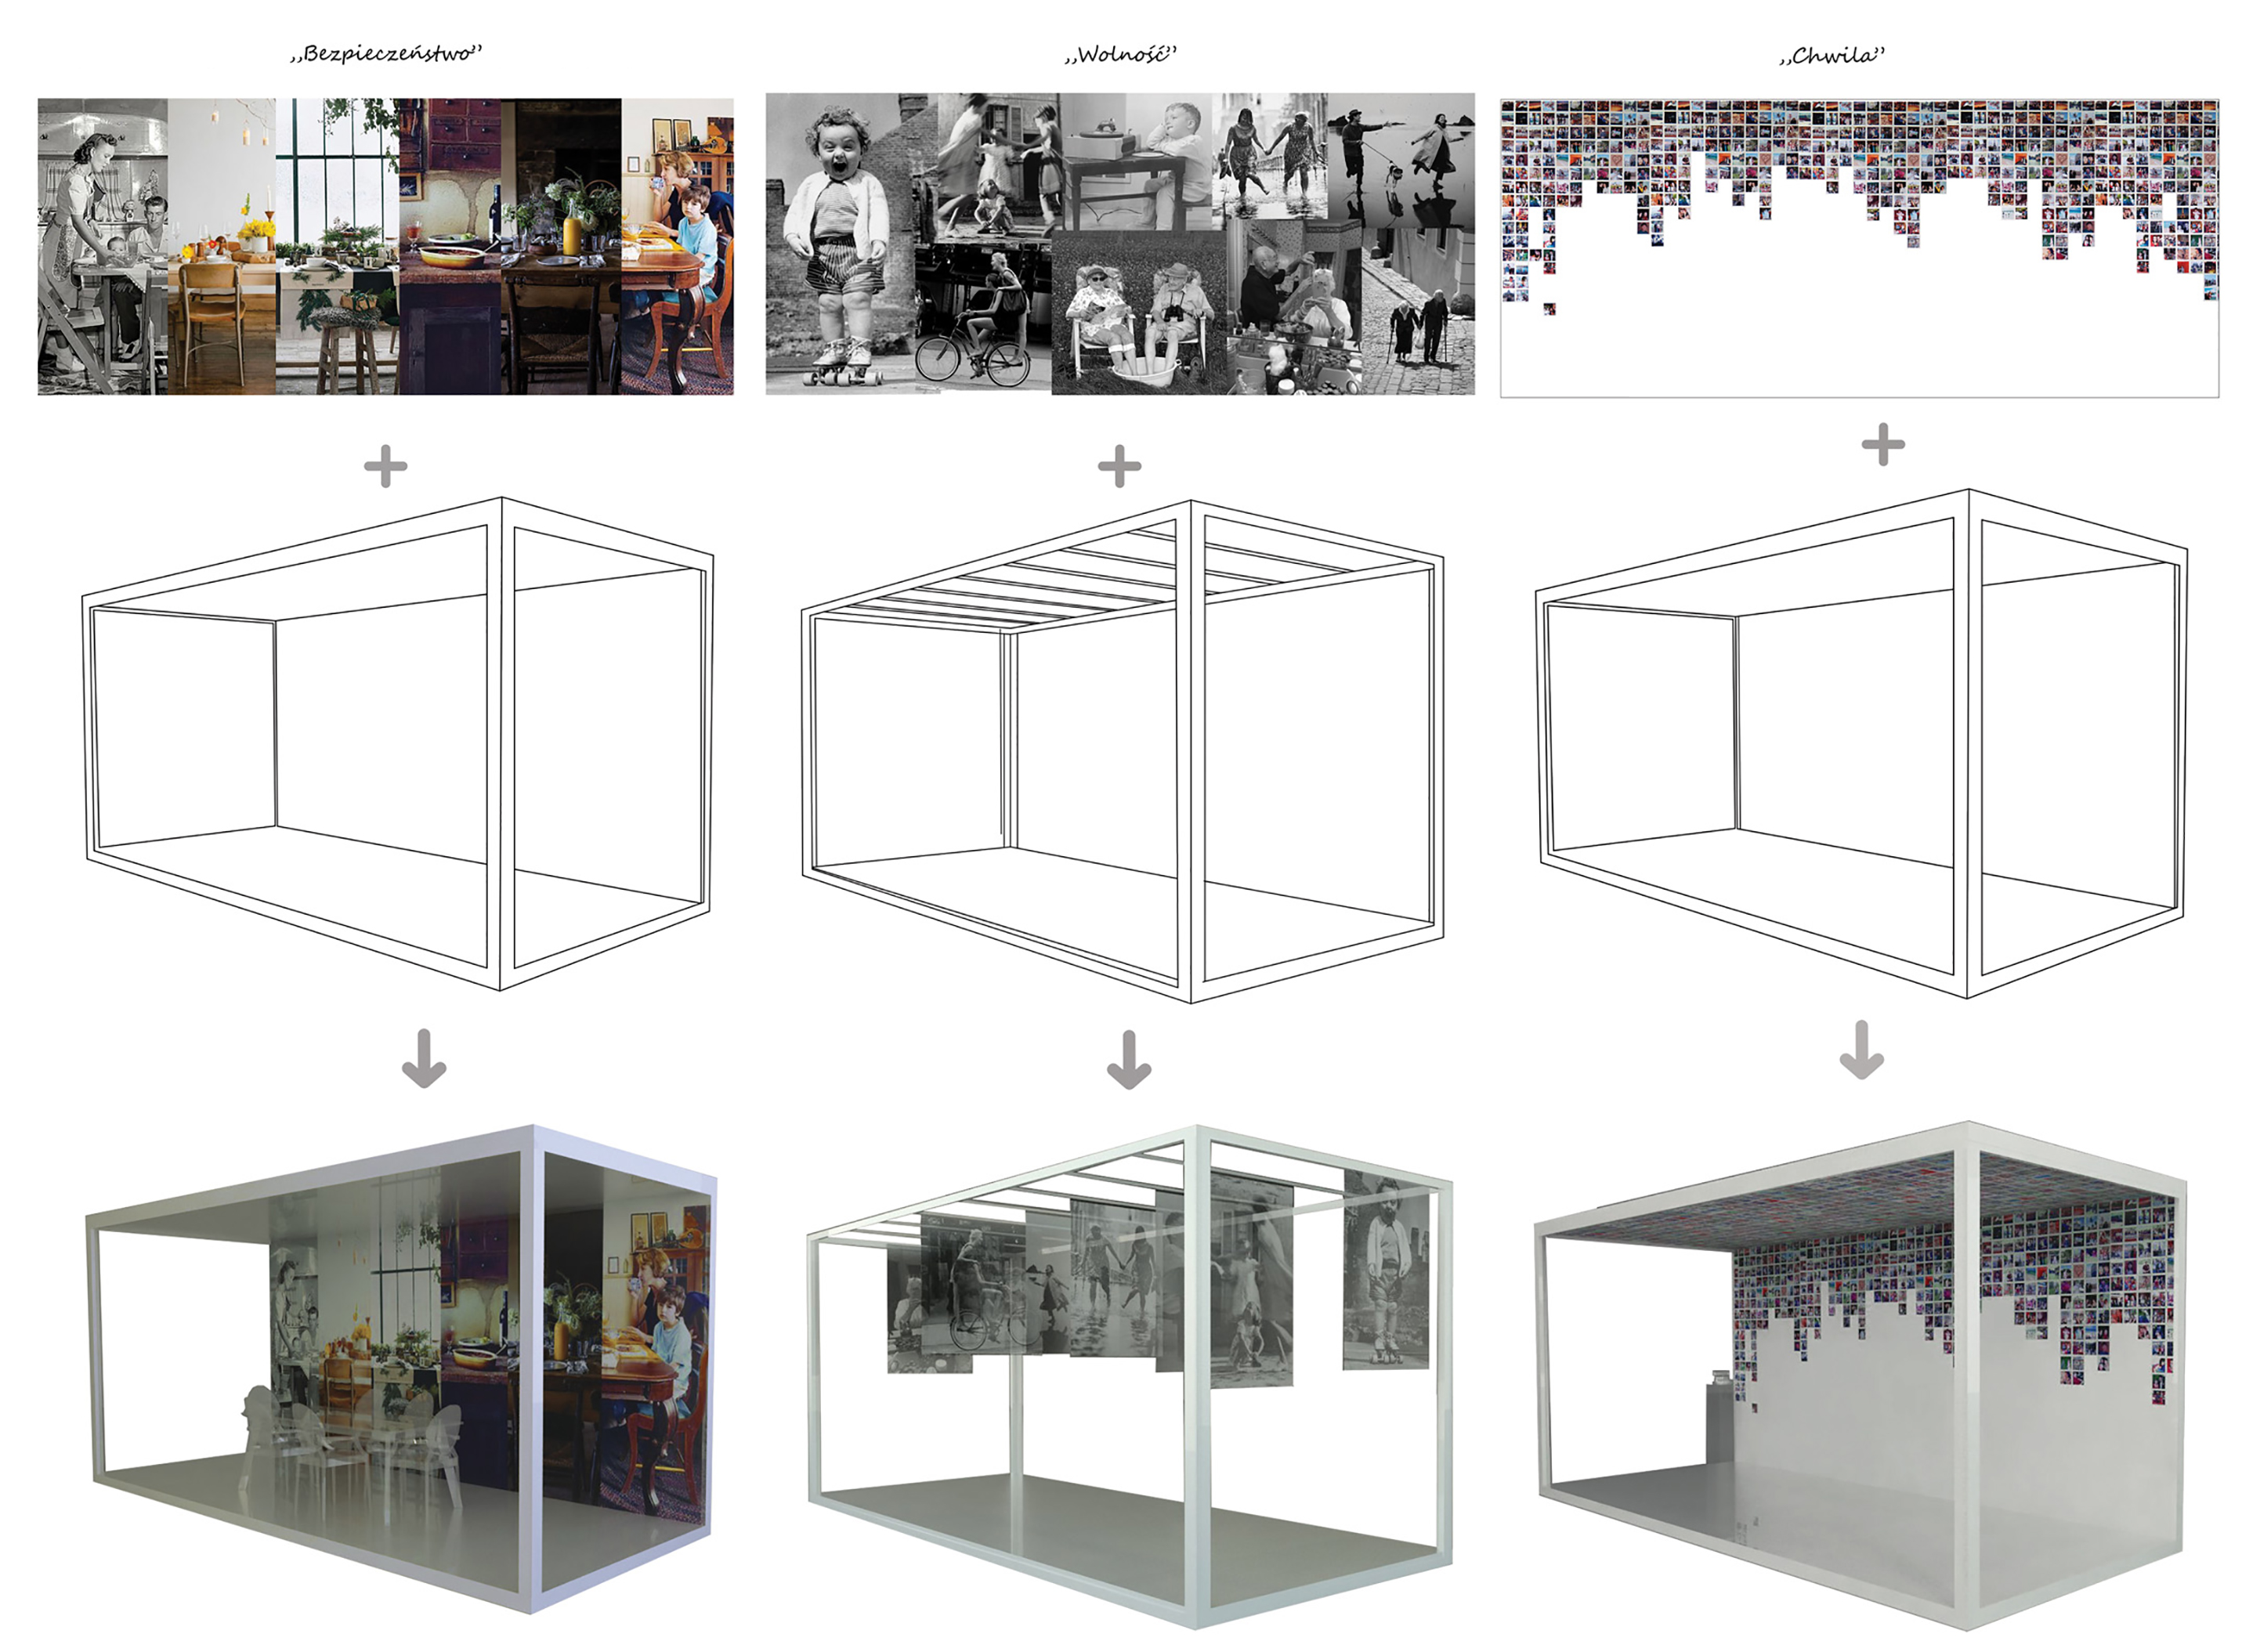 „Bezpieczeństwo”
„Wolność”
„Chwila”